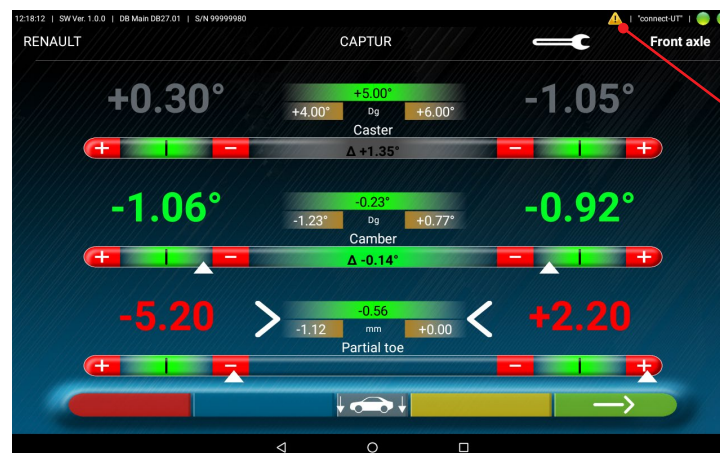 12:18:12 | SW Ver. 1.0.0 | DB Main DB27.01 | S/N 99999980 | "connect-UT" |
RENAULT CAPTUR Front axle
+0.30° +5.00° -1.05°
+4.00° Dg +6.00°
Caster
+ - Δ +1.35° - +
-1.06° -0.23° -0.92°
-1.23° Dg +0.77°
Camber
+ - Δ -0.14° - +
-5.20 -0.56 +2.20
-1.12 mm +0.00
Partial toe
+ - - +